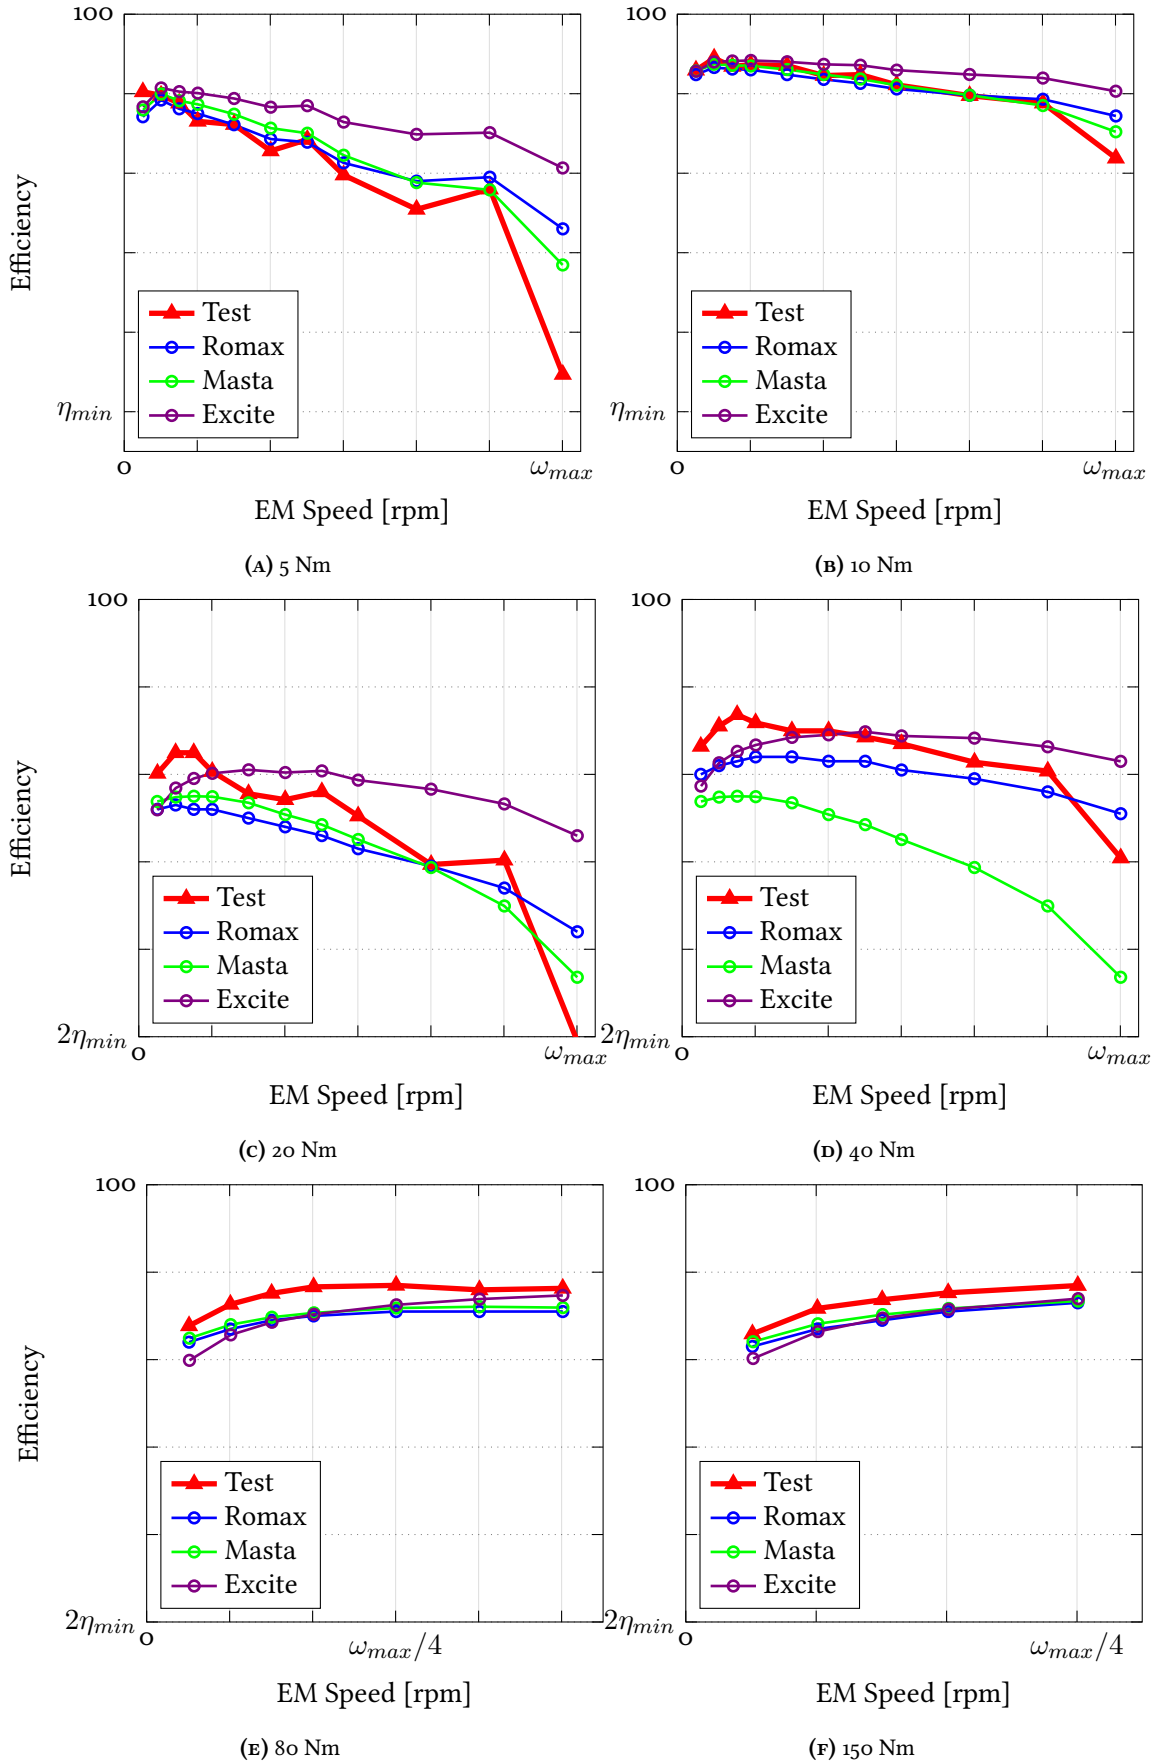 100
Efficiency
Test
Romax
Masta
Excite
ηmin
0
ωmax
EM Speed [rpm]
(A) 5 Nm
100
Test
Romax
Masta
Excite
ηmin
0
ωmax
EM Speed [rpm]
(B) 10 Nm
100
Efficiency
Test
Romax
Masta
Excite
2ηmin
0
ωmax
EM Speed [rpm]
(C) 20 Nm
100
Efficiency
Test
Romax
Masta
Excite
2ηmin
0
ωmax
EM Speed [rpm]
(D) 40 Nm
100
Efficiency
Test
Romax
Masta
Excite
2ηmin
0
ωmax/4
EM Speed [rpm]
(E) 80 Nm
100
Test
Romax
Masta
Excite
2ηmin
0
ωmax/4
EM Speed [rpm]
(F) 150 Nm